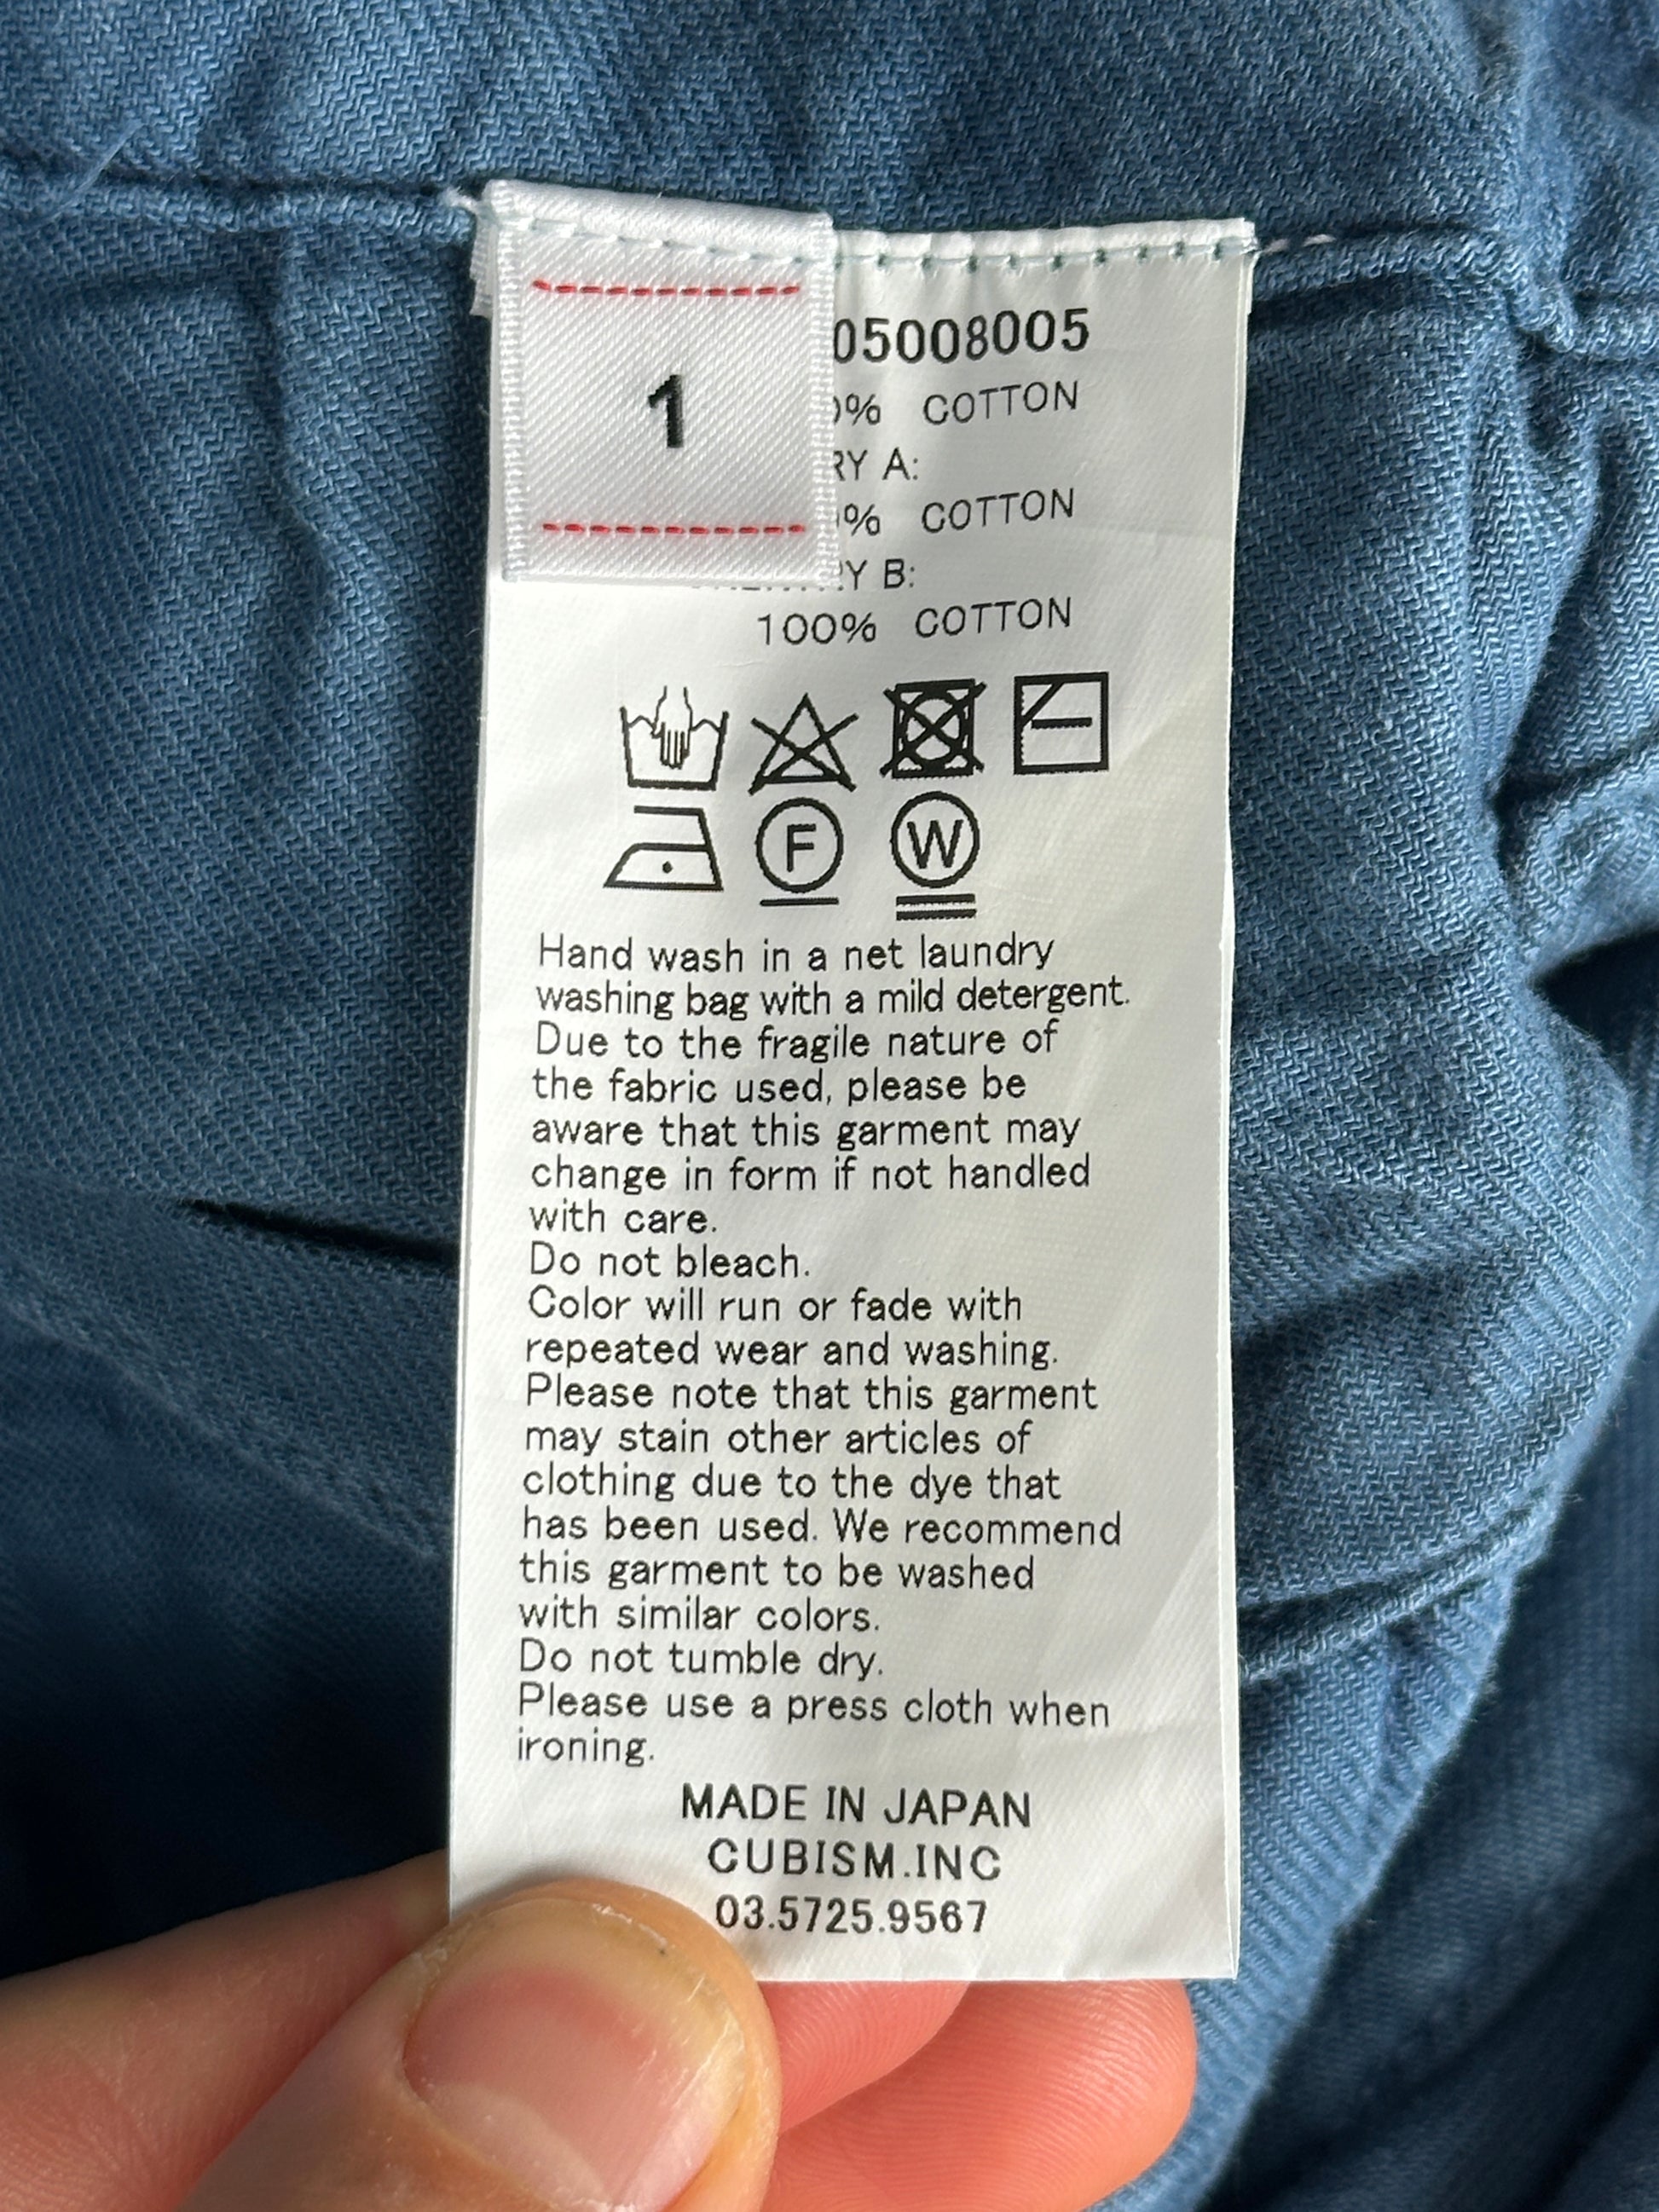 1
05008005
% COTTON
A:
% COTTON
B:
100% COTTON
F W
Hand wash in a net laundry
washing bag with a mild detergent.
Due to the fragile nature of
the fabric used, please be
aware that this garment may
change in form if not handled
with care.
Do not bleach.
Color will run or fade with
repeated wear and washing.
Please note that this garment
may stain other articles of
clothing due to the dye that
has been used. We recommend
this garment to be washed
with similar colors.
Do not tumble dry.
Please use a press cloth when
ironing.
MADE IN JAPAN
CUBISM.INC
03.5725.9567